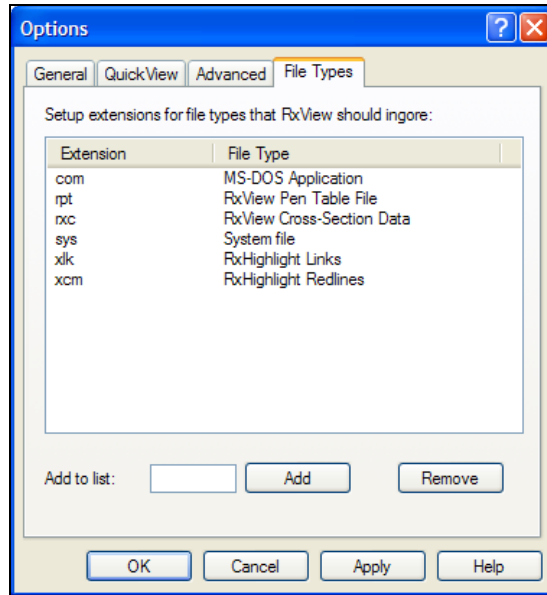 Options
General QuickView Advanced File Types
Setup extensions for file types that RxView should ingore:
Extension File Type
com MS-DOS Application
rpt RxView Pen Table File
rxc RxView Cross-Section Data
sys System file
xlk RxHighlight Links
xcm RxHighlight Redlines
Add to list: Add Remove
OK Cancel Apply Help